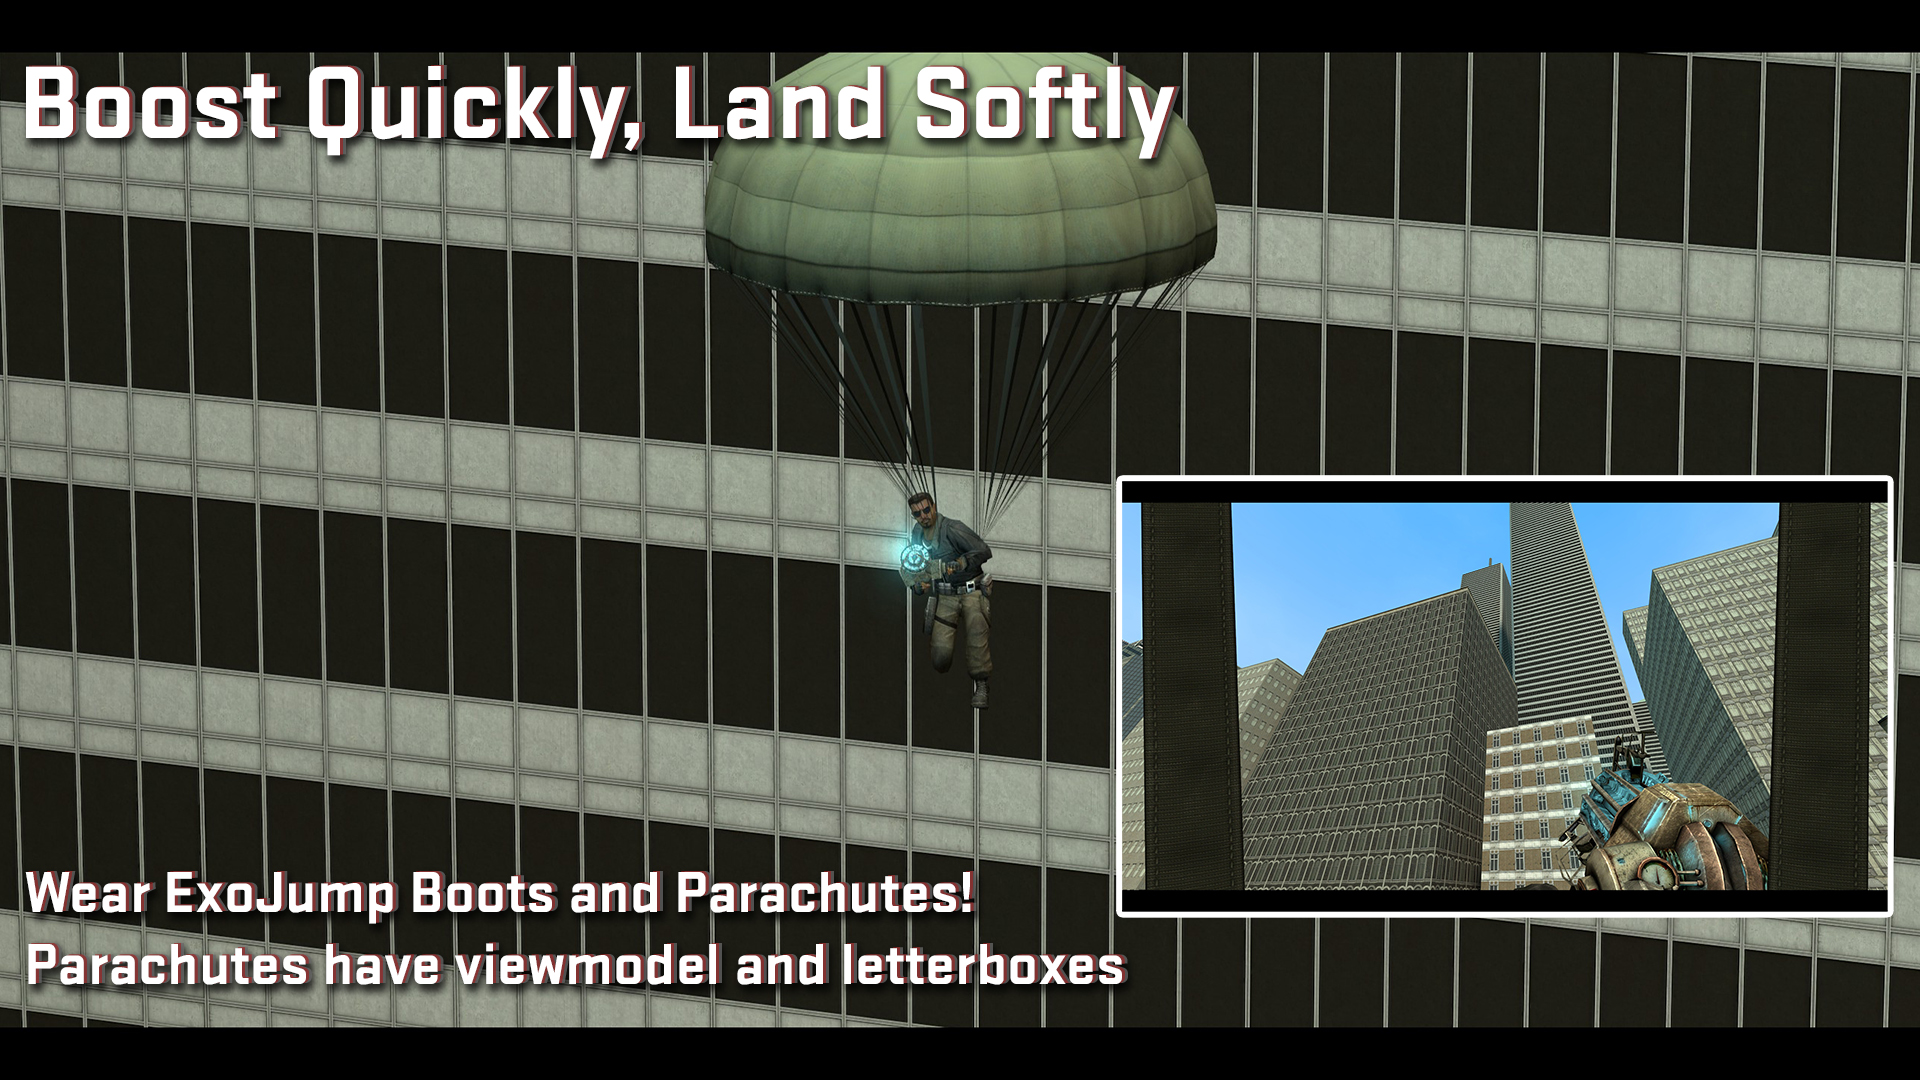 Boost Quickly, Land Softly
Wear ExoJump Boots and Parachutes!
Parachutes have viewmodel and letterboxes